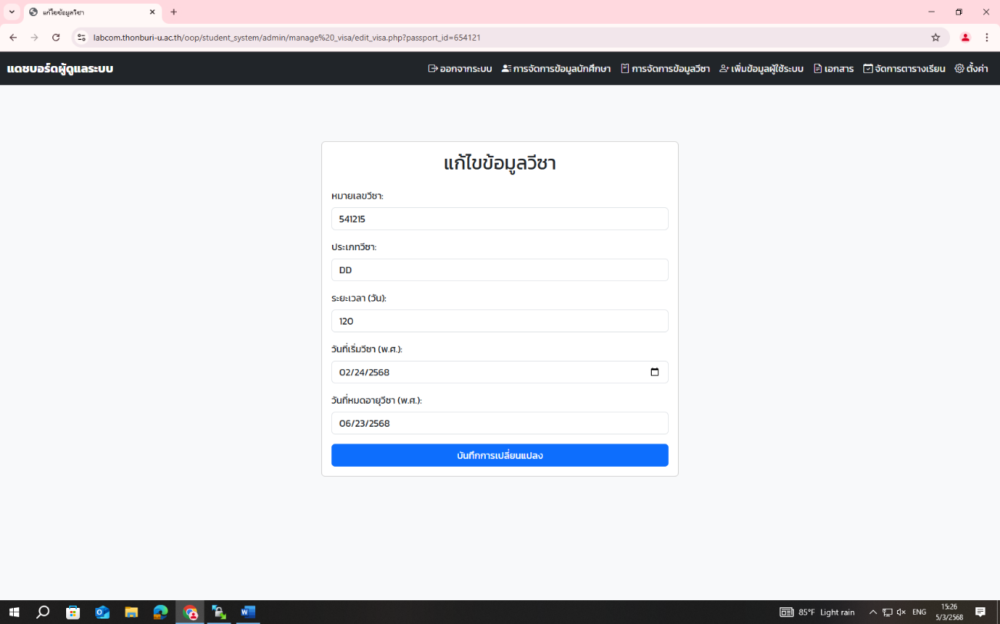 แก้ไขข้อมูลวีซา
labcom.thonburi-u.ac.th/oop/student_system/admin/manage%20_visa/edit_visa.php?passport_id=654121
แดชบอร์ดผู้ดูแลระบบ ออกจากระบบ การจัดการข้อมูลนักศึกษา การจัดการข้อมูลวีซา เพิ่มข้อมูลผู้ใช้ระบบ เอกสาร จัดการตารางเรียน ตั้งค่า
แก้ไขข้อมูลวีซา
หมายเลขวีซา:
541215
ประเภทวีซา:
DD
ระยะเวลา (วัน):
120
วันที่เริ่มวีซา (พ.ศ.):
02/24/2568
วันที่หมดอายุวีซา (พ.ศ.):
06/23/2568
บันทึกการเปลี่ยนแปลง
85°F Light rain ENG 15:26
5/3/2568